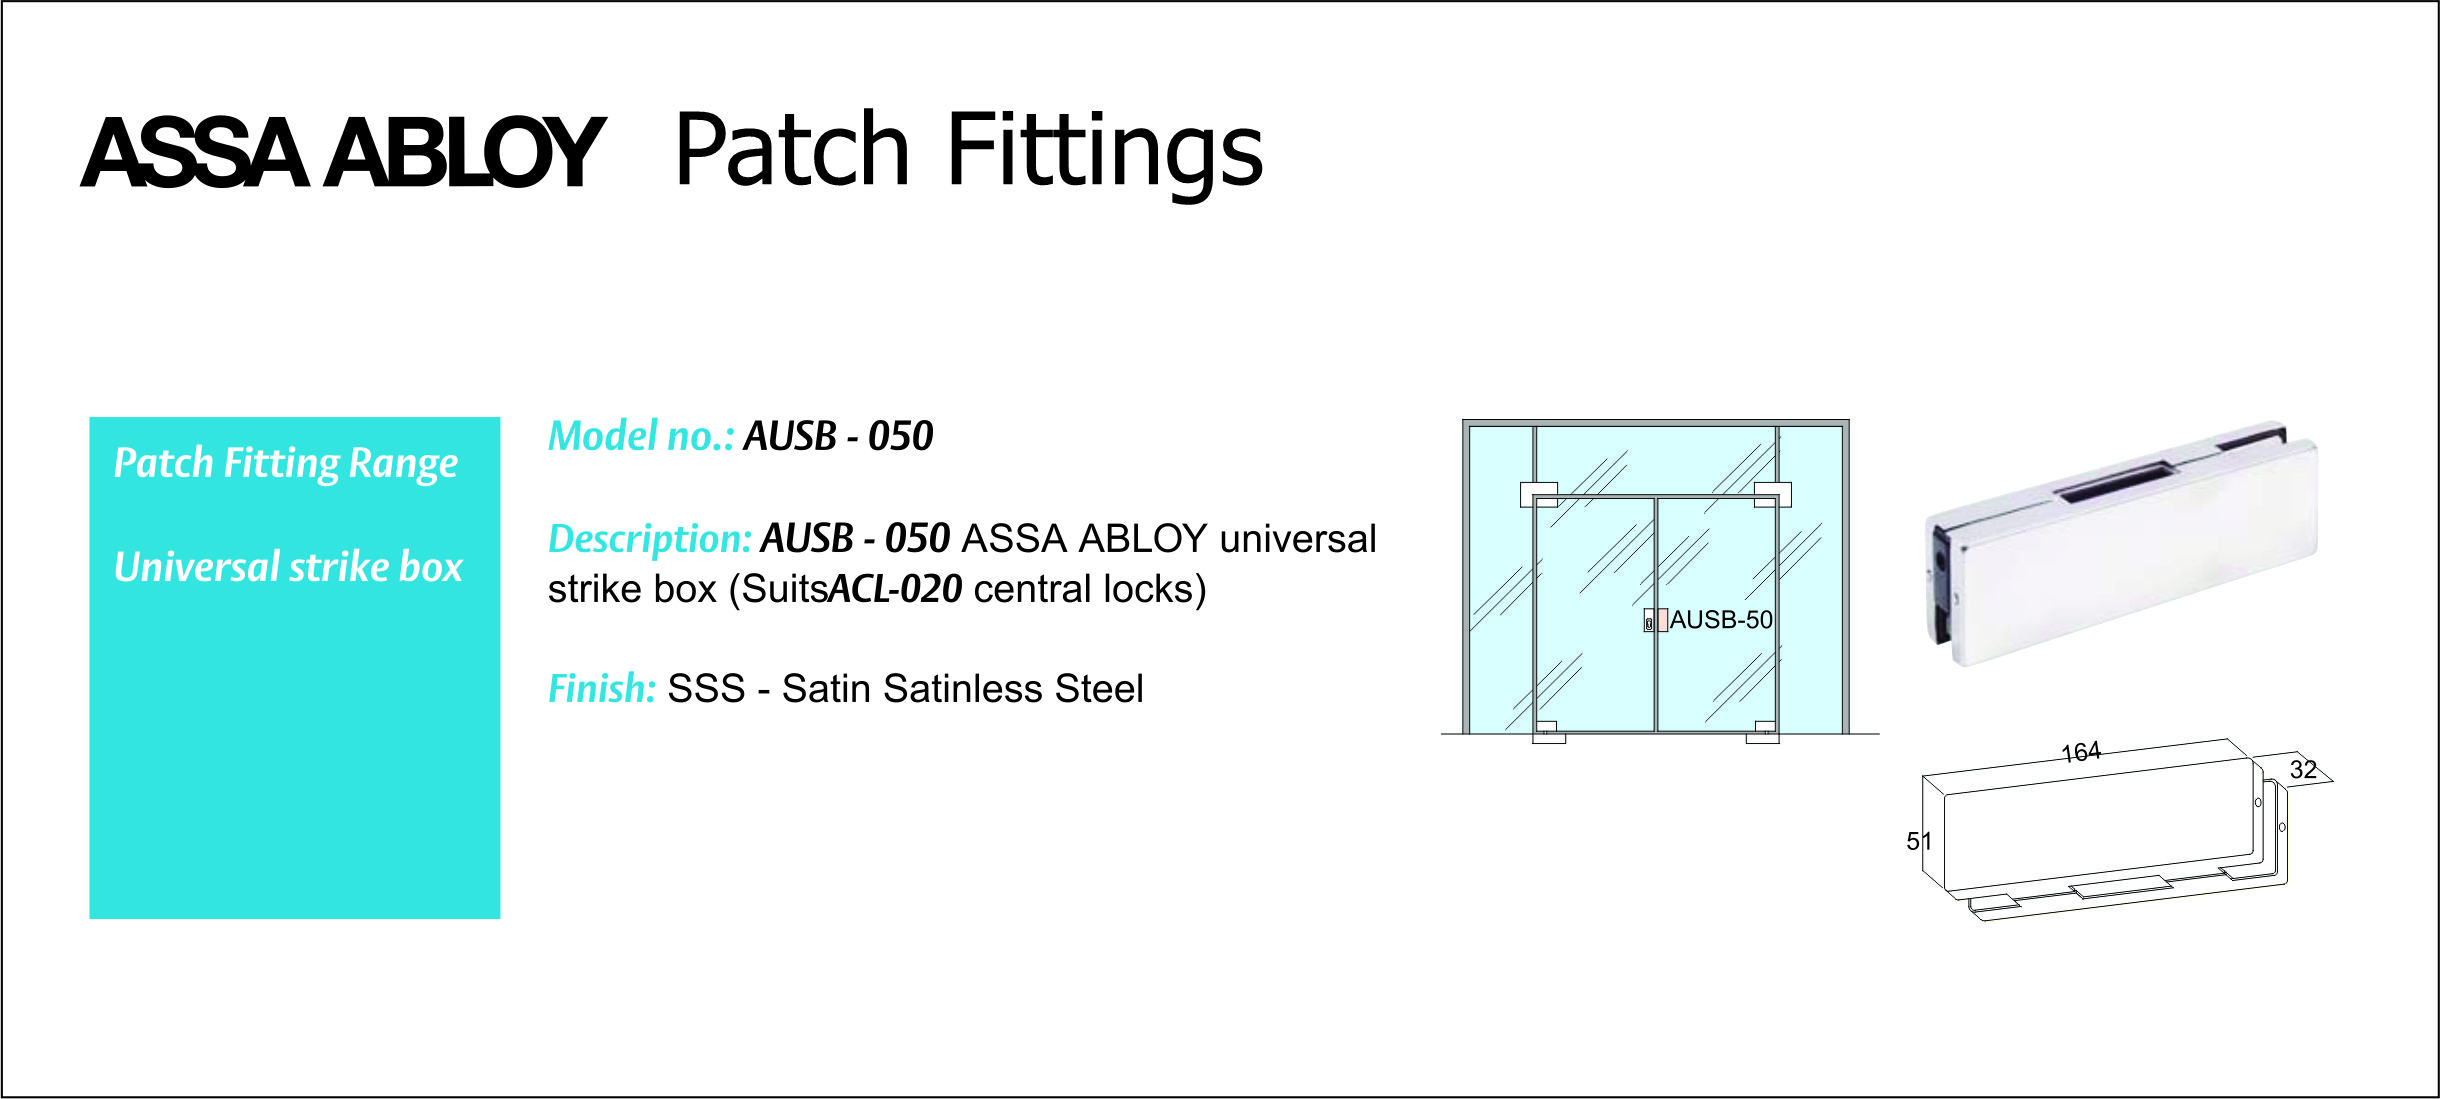 ASSA ABLOY Patch Fittings
Patch Fitting Range
Universal strike box
Model no.: AUSB - 050
Description: AUSB - 050 ASSA ABLOY universal
strike box (SuitsACL-020 central locks)
Finish: SSS - Satin Satinless Steel
AUSB-50
164
32
51